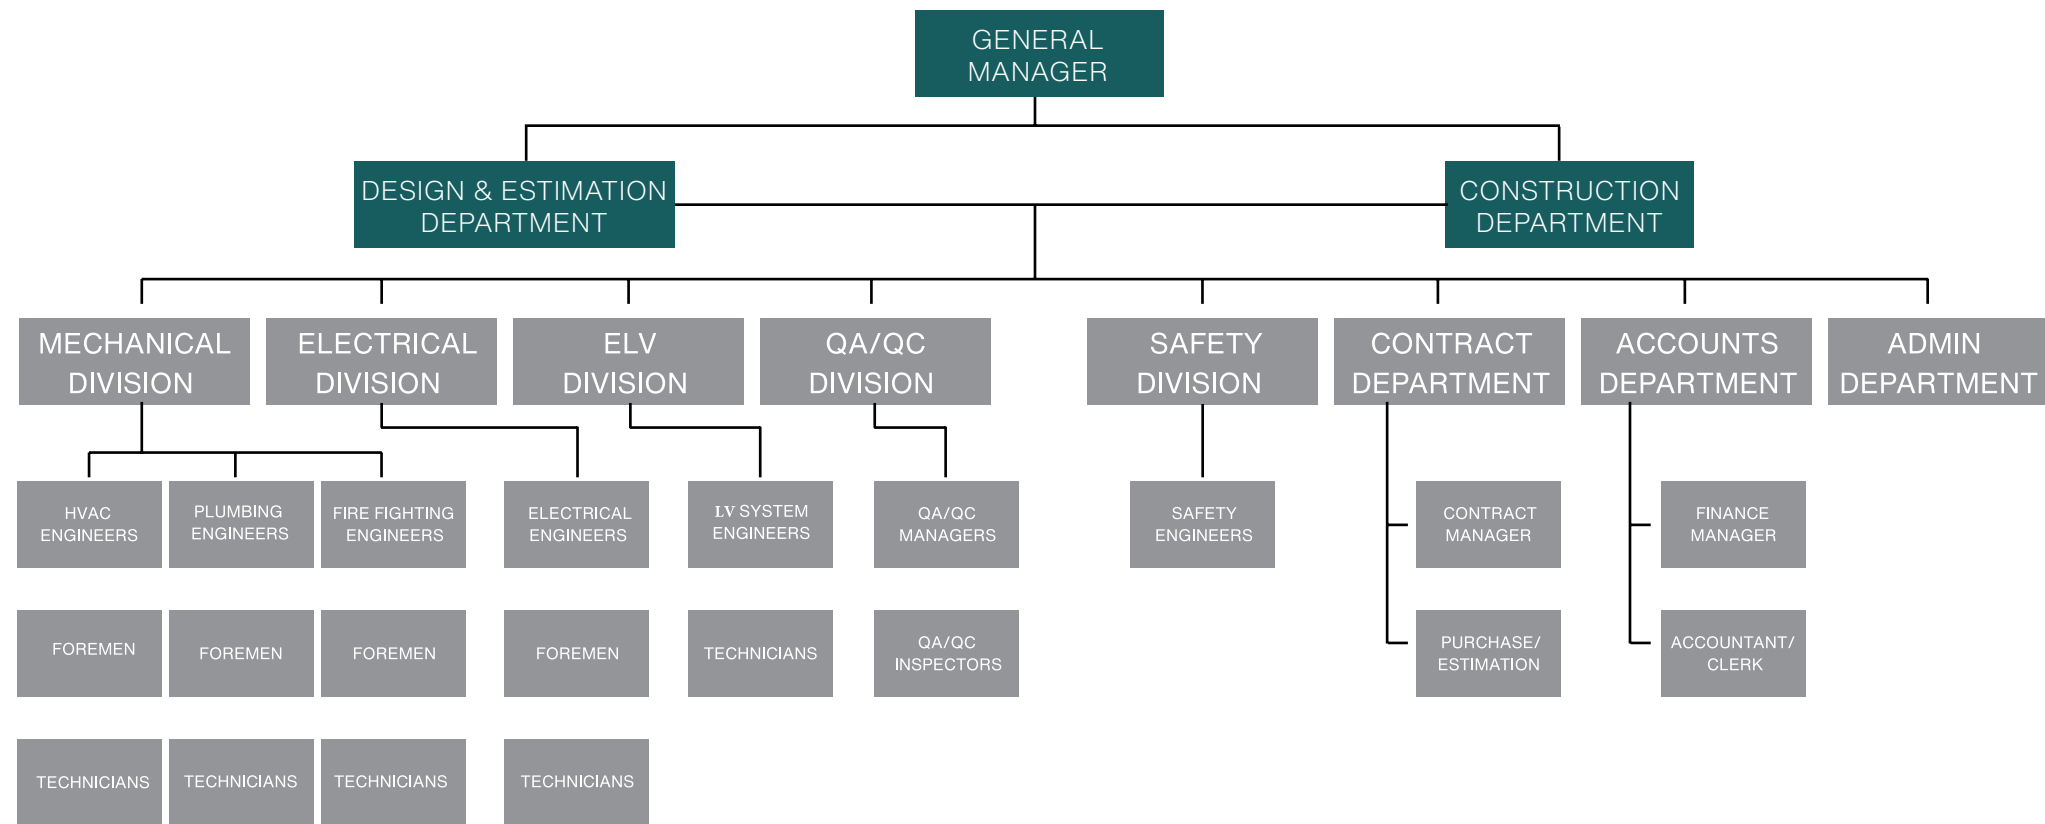 GENERAL
MANAGER
DESIGN & ESTIMATION
DEPARTMENT
CONSTRUCTION
DEPARTMENT
MECHANICAL
DIVISION
ELECTRICAL
DIVISION
ELV
DIVISION
QA/QC
DIVISION
SAFETY
DIVISION
CONTRACT
DEPARTMENT
ACCOUNTS
DEPARTMENT
ADMIN
DEPARTMENT
HVAC
ENGINEERS
PLUMBING
ENGINEERS
FIRE FIGHTING
ENGINEERS
ELECTRICAL
ENGINEERS
LV SYSTEM
ENGINEERS
QA/QC
MANAGERS
SAFETY
ENGINEERS
CONTRACT
MANAGER
FINANCE
MANAGER
FOREMEN
FOREMEN
FOREMEN
FOREMEN
TECHNICIANS
QA/QC
INSPECTORS
PURCHASE/
ESTIMATION
ACCOUNTANT/
CLERK
TECHNICIANS
TECHNICIANS
TECHNICIANS
TECHNICIANS